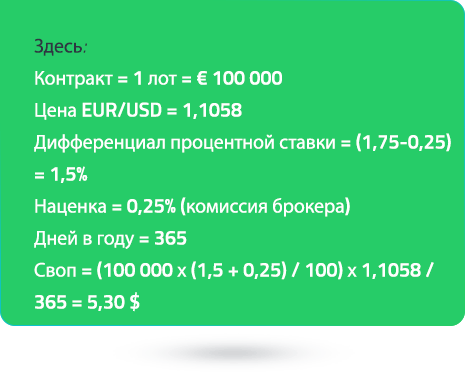 Здесь:
Контракт = 1 лот = € 100 000
Цена EUR/USD = 1,1058
Дифференциал процентной ставки = (1,75-0,25)
= 1,5%
Наценка = 0,25% (комиссия брокера)
Дней в году = 365
Своп = (100 000 x (1,5 + 0,25) / 100) x 1,1058 /
365 = 5,30 $